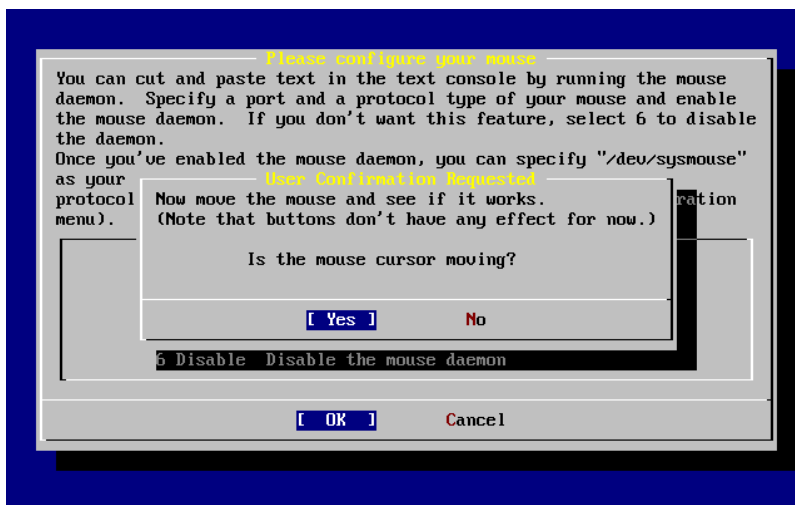 Please configure your mouse
You can cut and paste text in the text console by running the mouse
daemon.  Specify a port and a protocol type of your mouse and enable
the mouse daemon.  If you don't want this feature, select 6 to disable
the daemon.
Once you've enabled the mouse daemon, you can specify "/dev/sysmouse"
as your
User Confirmation Requested
protocol
ration
menu).
Now move the mouse and see if it works.
(Note that buttons don't have any effect for now.)
Is the mouse cursor moving?
[ Yes ] No
6 Disable  Disable the mouse daemon
[ OK ] Cancel